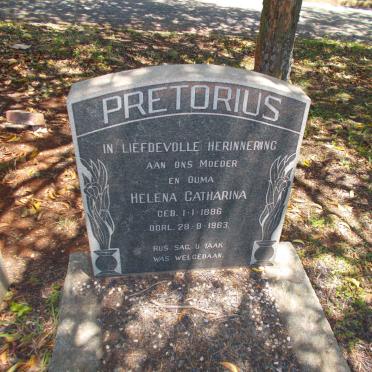 PRETORIUS
IN LIEFDEVOLLE HERINNERING
AAN ONS MOEDER
EN OUMA
HELENA CATHARINA
GEB. 1-1-1886
OORL. 28-8-1963.
RUS SAG, U TAAK
WAS WELGEDAAN.